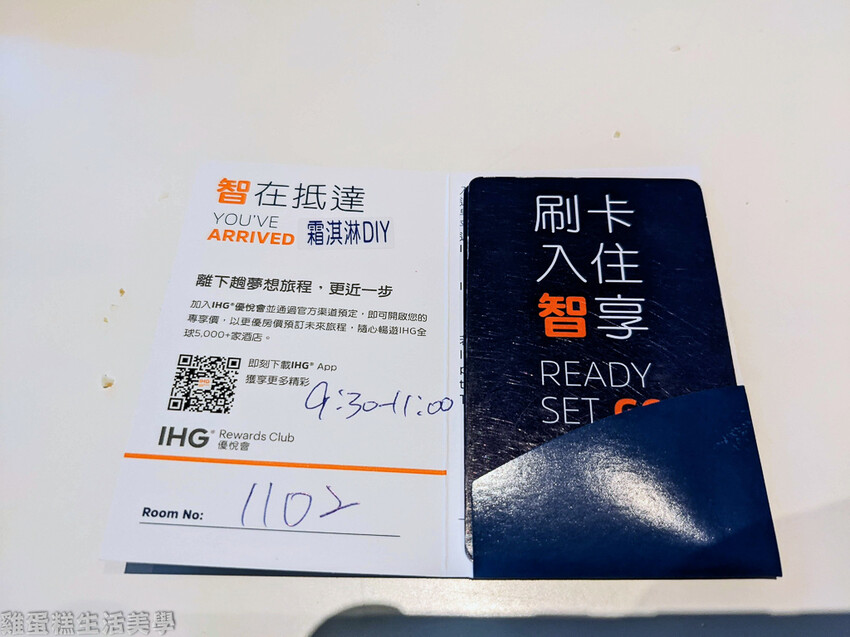 智在抵達
YOU'VE
ARRIVED
霜淇淋DIY
離下趟夢想旅程，更近一步
加入IHG®優悅會並通過官方渠道預定，即可開啟您的
專享價，以更優房價預訂未來旅程，隨心暢遊IHG全
球5,000+家酒店。
即刻下載IHG® App
獲享更多精彩
9:30-11:00
IHG® Rewards Club
優悅會
Room No: 1102
刷卡
入住
智享
READY
SET GO
雞蛋糕生活美學